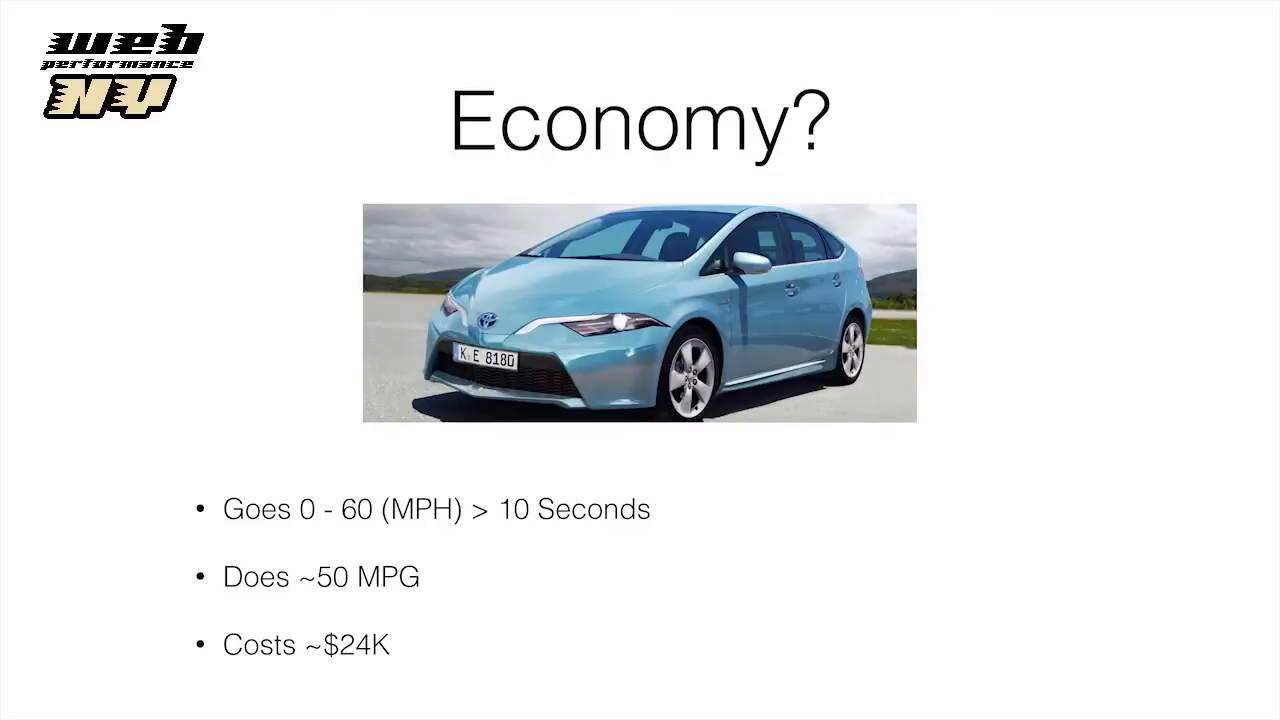 web
performance
NY
Economy?
K E 8180
• Goes 0 - 60 (MPH) > 10 Seconds
• Does ~50 MPG
• Costs ~$24K